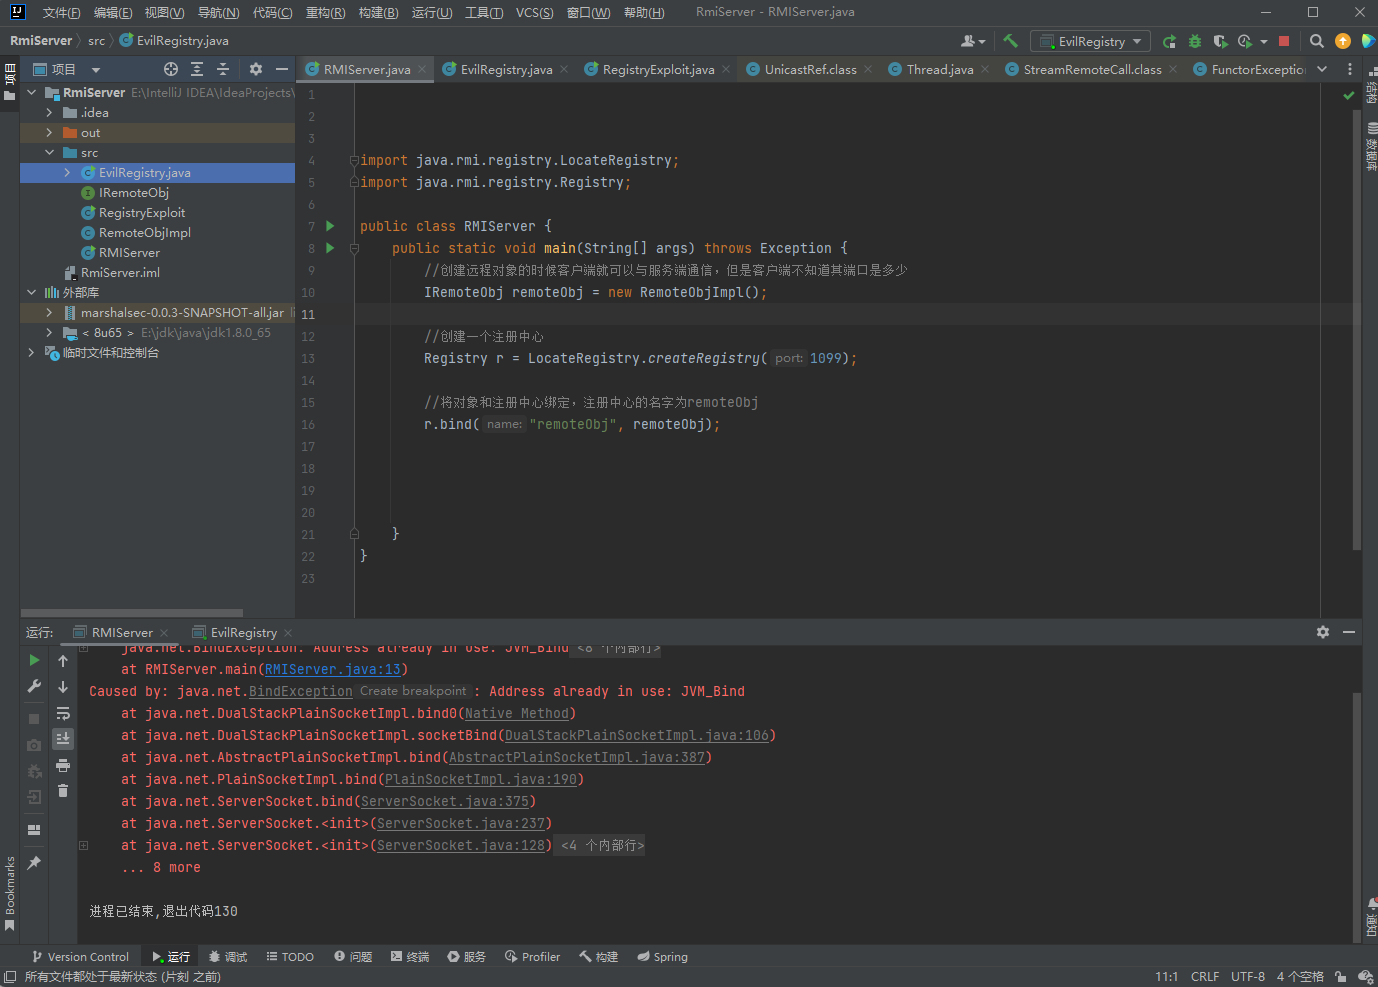 文件(F) 编辑(E) 视图(V) 导航(N) 代码(C) 重构(R) 构建(B) 运行(U) 工具(T) VCS(S) 窗口(W) 帮助(H) RmiServer - RMIServer.java
RmiServer src EvilRegistry.java EvilRegistry
项目
项目 RMIServer.java EvilRegistry.java RegistryExploit.java UnicastRef.class Thread.java StreamRemoteCall.class FunctorExceptio
RmiServer E:\IntelliJ IDEA\IdeaProjects\
.idea
out
src
EvilRegistry.java
IRemoteObj
RegistryExploit
RemoteObjImpl
RMIServer
RmiServer.iml
外部库
marshalsec-0.0.3-SNAPSHOT-all.jar
< 8u65 > E:\jdk\java\jdk1.8.0_65
临时文件和控制台
1
2
3
4 import java.rmi.registry.LocateRegistry;
5 import java.rmi.registry.Registry;
6
7 public class RMIServer {
8 public static void main(String[] args) throws Exception {
9 //创建远程对象的时候客户端就可以与服务端通信，但是客户端不知道其端口是多少
10 IRemoteObj remoteObj = new RemoteObjImpl();
11
12 //创建一个注册中心
13 Registry r = LocateRegistry.createRegistry( port: 1099);
14
15 //将对象和注册中心绑定，注册中心的名字为remoteObj
16 r.bind( name: "remoteObj", remoteObj);
17
18
19
20
21 }
22 }
23
结构
数据库
运行: RMIServer EvilRegistry
java.net.BindException: Address already in use: JVM_Bind <8 个内部行>
at RMIServer.main(RMIServer.java:13)
Caused by: java.net.BindException Create breakpoint : Address already in use: JVM_Bind
at java.net.DualStackPlainSocketImpl.bind0(Native Method)
at java.net.DualStackPlainSocketImpl.socketBind(DualStackPlainSocketImpl.java:106)
at java.net.AbstractPlainSocketImpl.bind(AbstractPlainSocketImpl.java:387)
at java.net.PlainSocketImpl.bind(PlainSocketImpl.java:190)
at java.net.ServerSocket.bind(ServerSocket.java:375)
at java.net.ServerSocket.<init>(ServerSocket.java:237)
at java.net.ServerSocket.<init>(ServerSocket.java:128) <4 个内部行>
... 8 more
进程已结束,退出代码130
Bookmarks
通知
Version Control 运行 调试 TODO 问题 终端 服务 Profiler 构建 Spring
所有文件都处于最新状态 (片刻 之前) 11:1 CRLF UTF-8 4 个空格